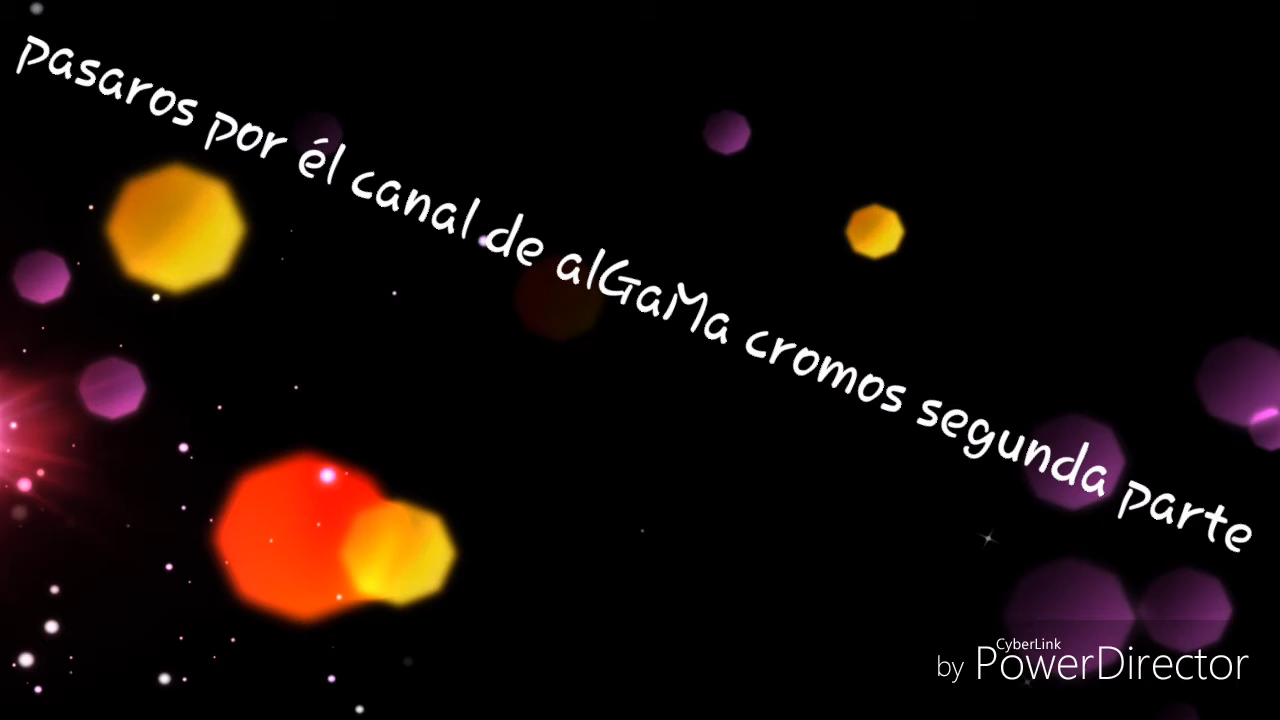 pasaros por él canal de alGaMa cromos segunda parte
CyberLink
by PowerDirector